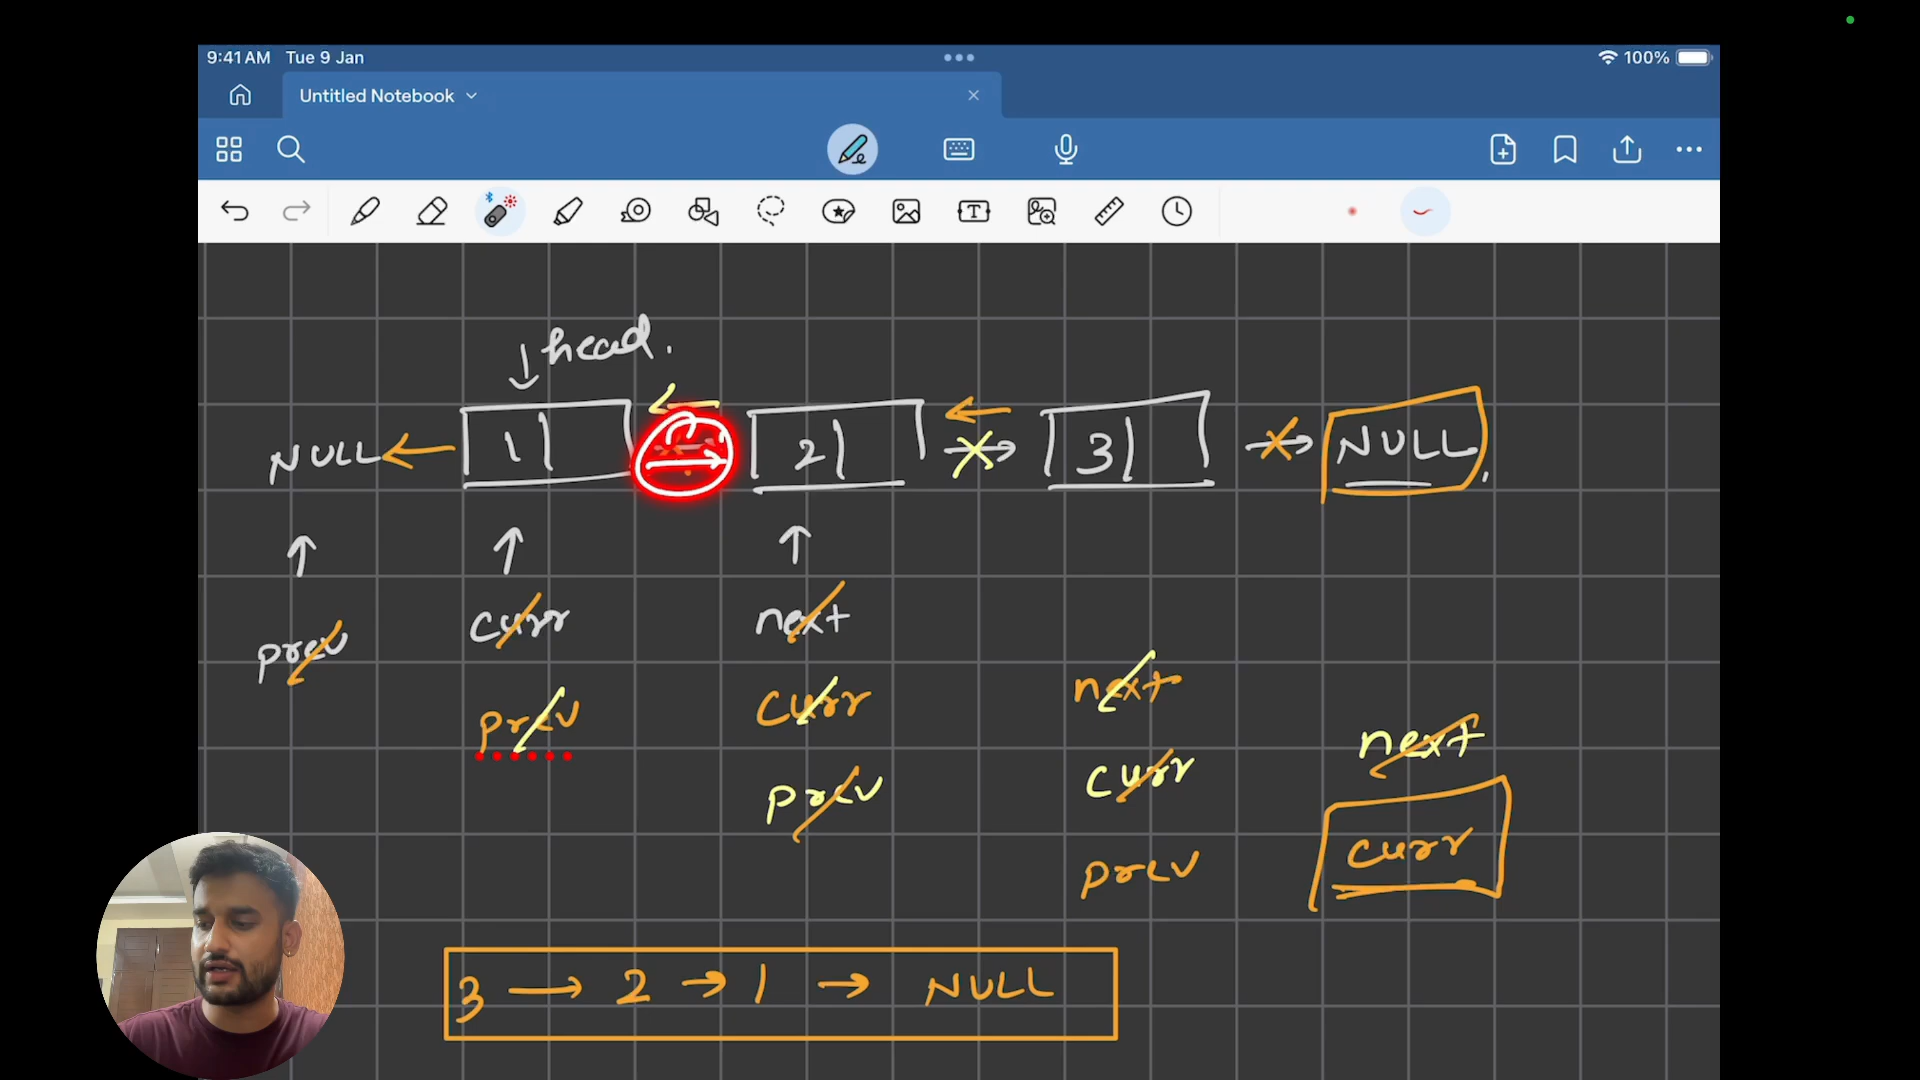 9:41 AM Tue 9 Jan 100%
Untitled Notebook
T
head.
NULL 1 2 3 NULL
prev curr next
prev curr next
prev curr next
prev curr
3 → 2 → 1 → NULL